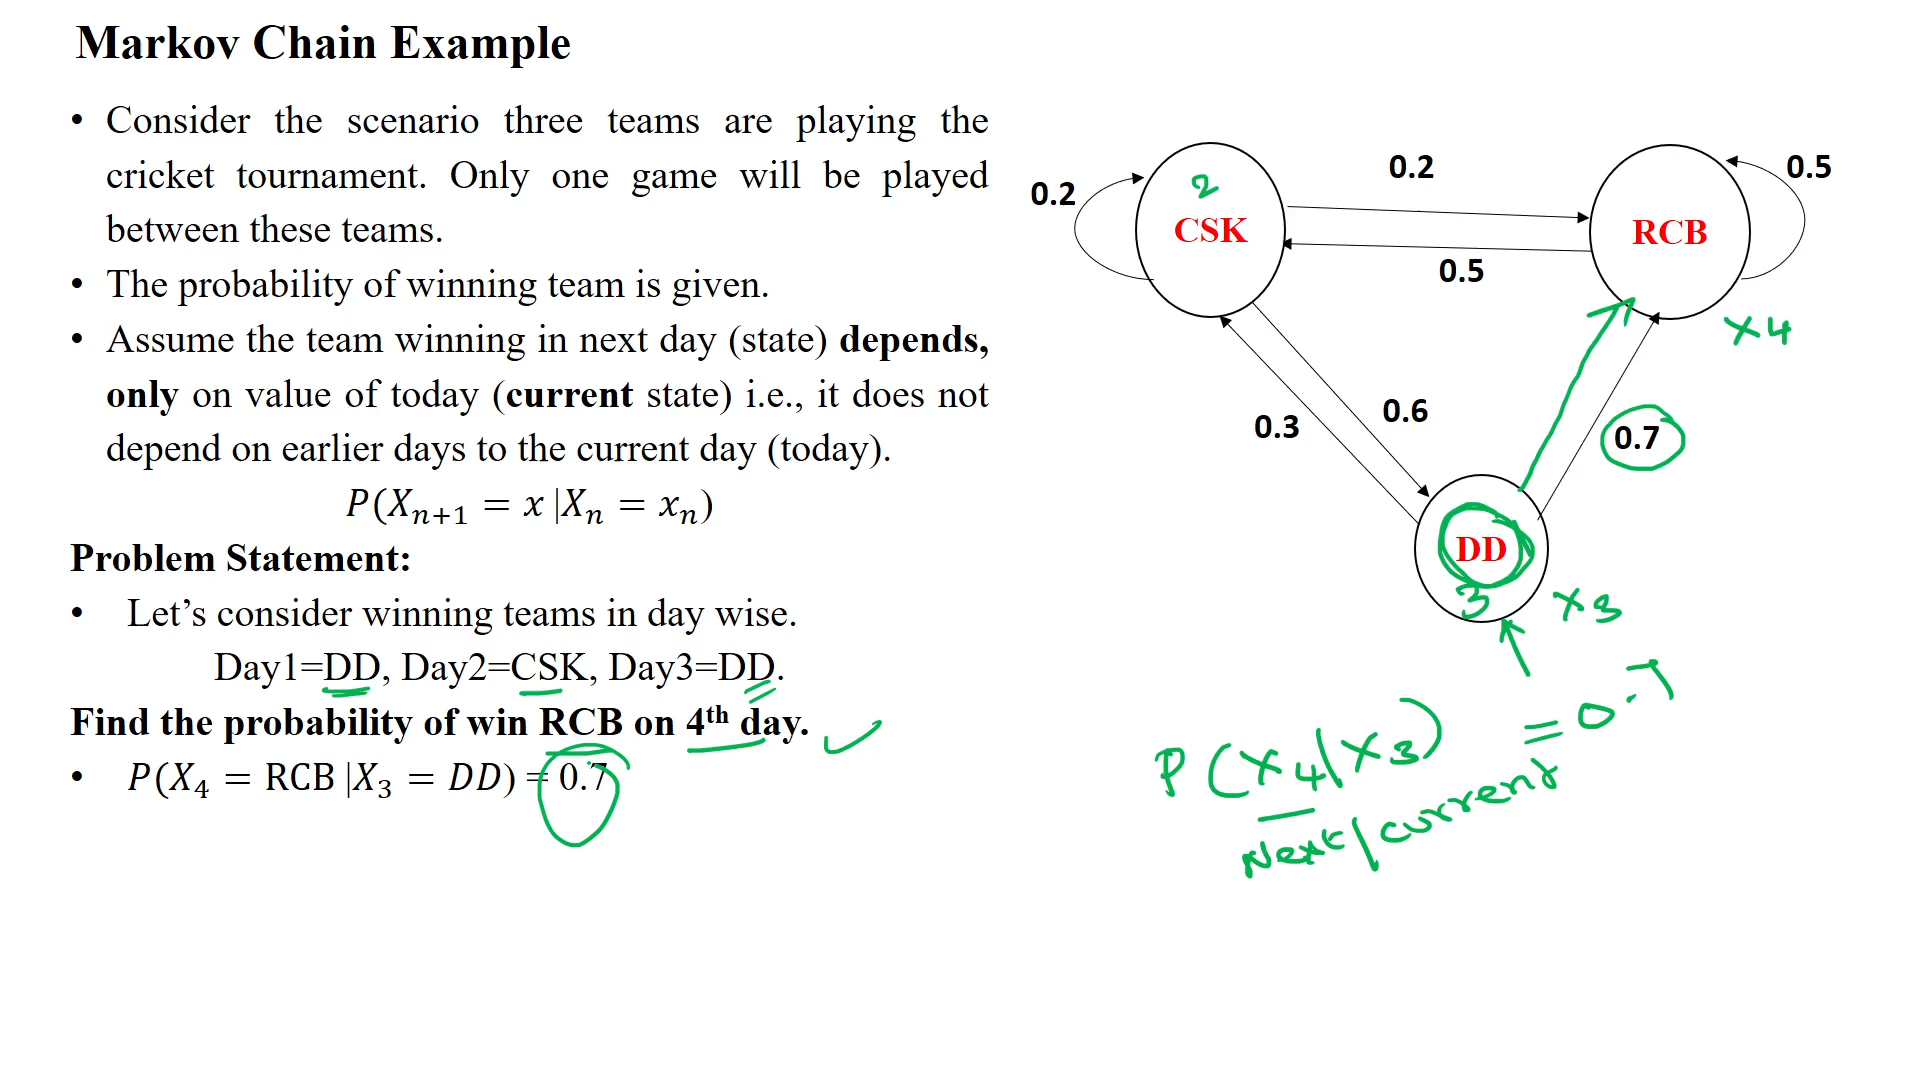 Markov Chain Example
• Consider the scenario three teams are playing the
cricket tournament. Only one game will be played
between these teams.
• The probability of winning team is given.
• Assume the team winning in next day (state) depends,
only on value of today (current state) i.e., it does not
depend on earlier days to the current day (today).
P(Xₙ₊₁ = x |Xₙ = xₙ)
Problem Statement:
• Let’s consider winning teams in day wise.
Day1=DD, Day2=CSK, Day3=DD.
Find the probability of win RCB on 4th day.
• P(X₄ = RCB |X₃ = DD) = 0.7
0.2
2
CSK
0.2
0.5
RCB
0.5
X4
0.3
0.6
0.7
DD
3
X3
P(X4|X3) = 0.7
Next/current